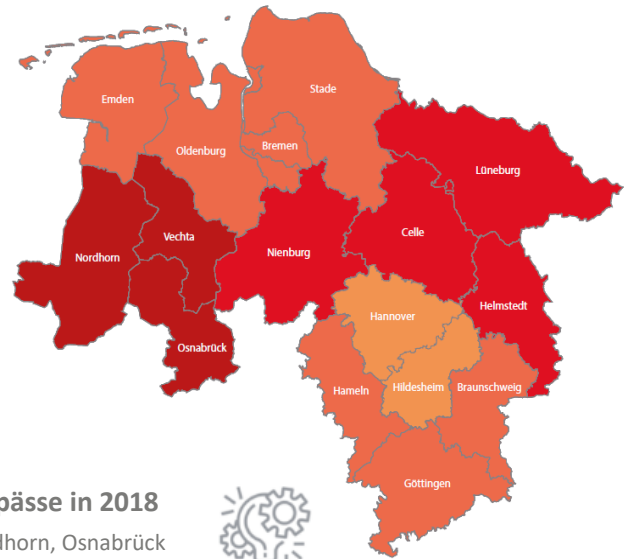 Emden
Stade
Oldenburg
Bremen
Lüneburg
Vechta
Celle
Nordhorn
Nienburg
Helmstedt
Hannover
Osnabrück
Hameln
Hildesheim
Braunschweig
Göttingen
pässe in 2018
dhorn, Osnabrück